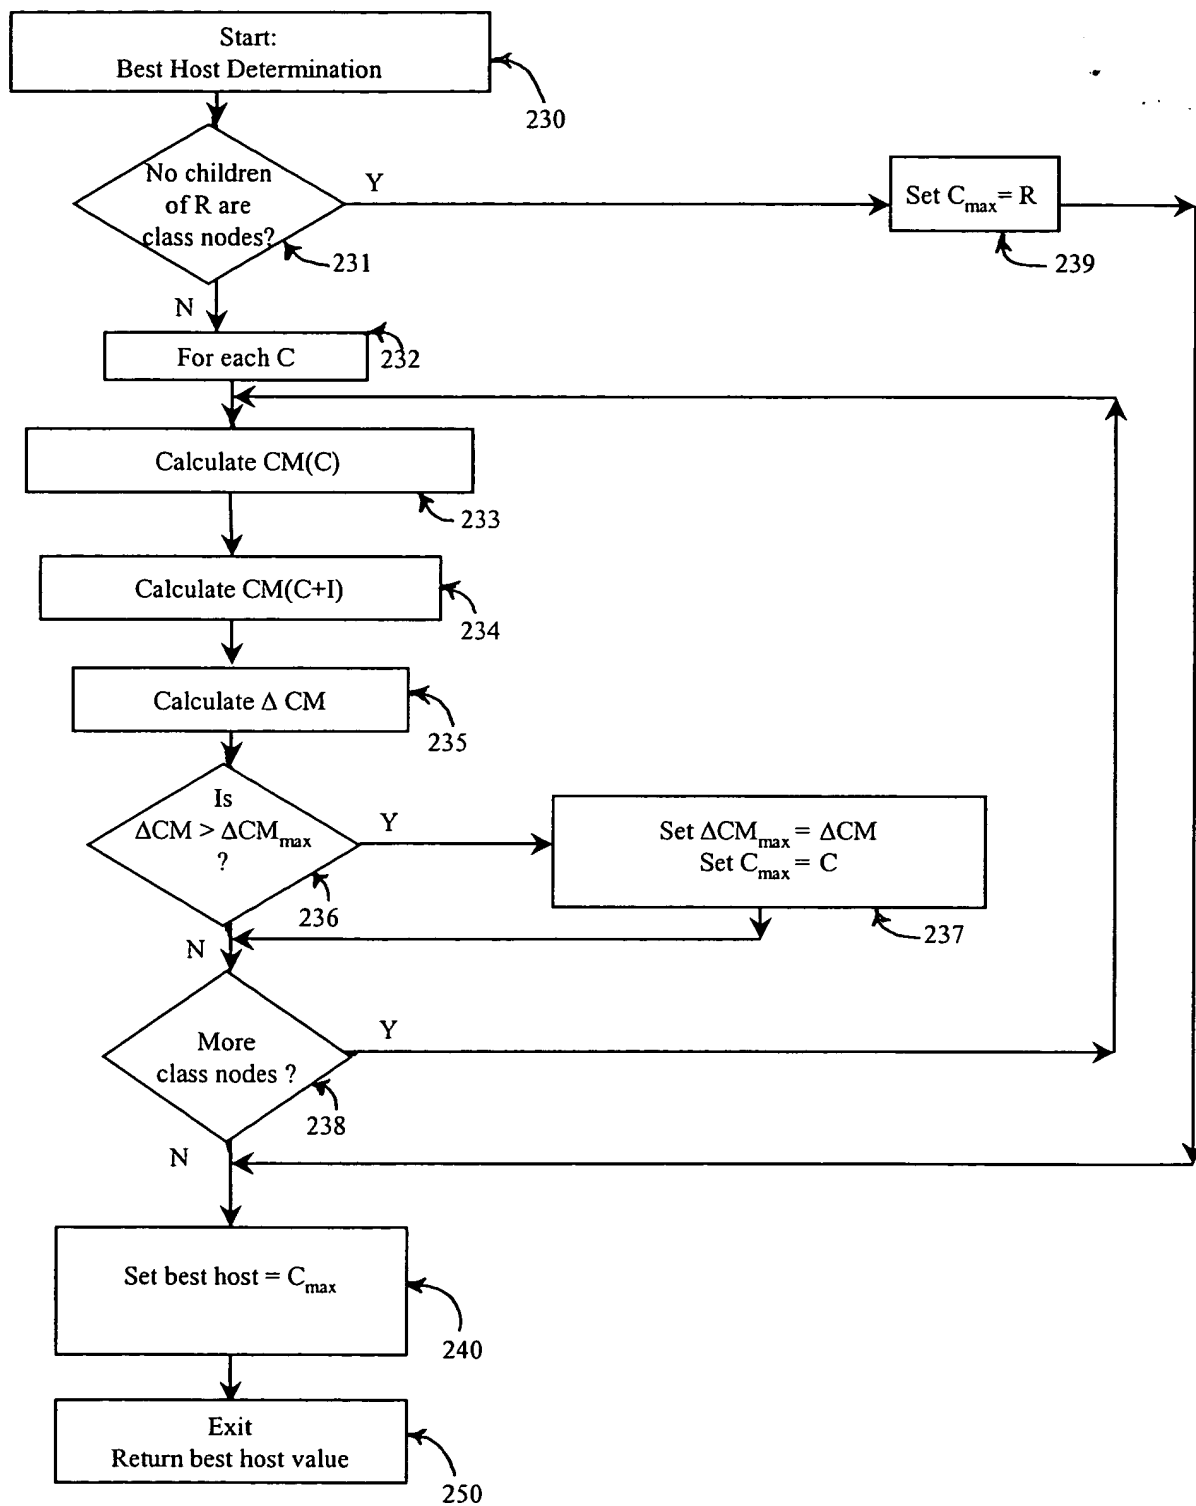 Start:
Best Host Determination
230
No children
of R are
class nodes?
231
Y
Set Cmax = R
239
N
For each C
232
Calculate CM(C)
233
Calculate CM(C+I)
234
Calculate Δ CM
235
Is
ΔCM > ΔCMmax
?
236
Y
Set ΔCMmax = ΔCM
Set Cmax = C
237
N
More
class nodes ?
238
Y
N
Set best host = Cmax
240
Exit
Return best host value
250